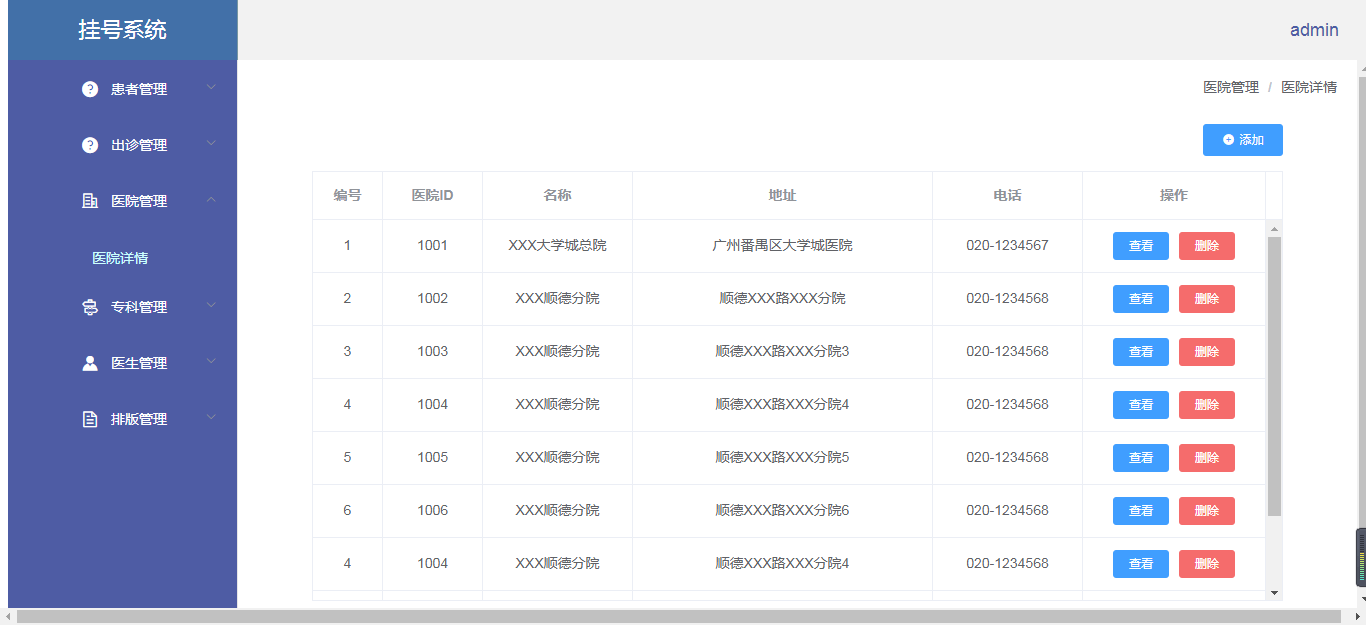 挂号系统
admin
患者管理
出诊管理
医院管理
医院详情
专科管理
医生管理
排版管理
医院管理 / 医院详情
添加
编号 医院ID 名称 地址 电话 操作
1 1001 XXX大学城总院 广州番禺区大学城医院 020-1234567 查看 删除
2 1002 XXX顺德分院 顺德XXX路XXX分院 020-1234568 查看 删除
3 1003 XXX顺德分院 顺德XXX路XXX分院3 020-1234568 查看 删除
4 1004 XXX顺德分院 顺德XXX路XXX分院4 020-1234568 查看 删除
5 1005 XXX顺德分院 顺德XXX路XXX分院5 020-1234568 查看 删除
6 1006 XXX顺德分院 顺德XXX路XXX分院6 020-1234568 查看 删除
4 1004 XXX顺德分院 顺德XXX路XXX分院4 020-1234568 查看 删除